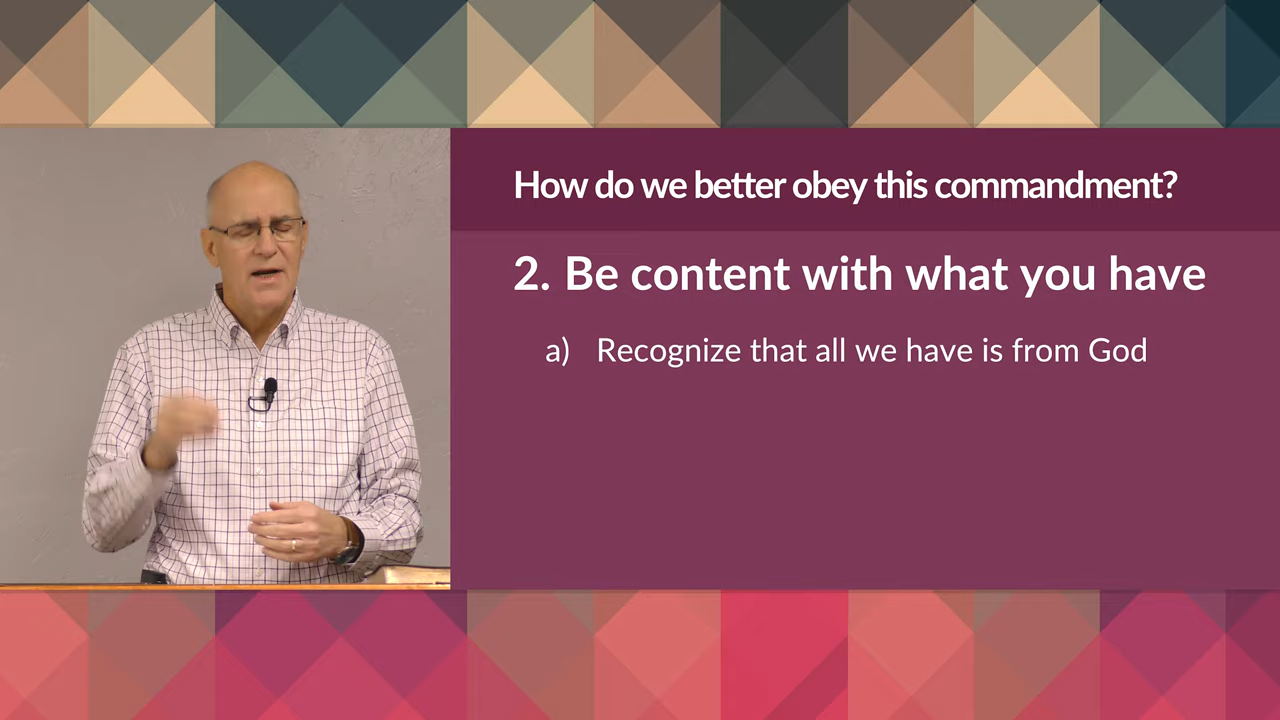 How do we better obey this commandment?
2. Be content with what you have
a) Recognize that all we have is from God